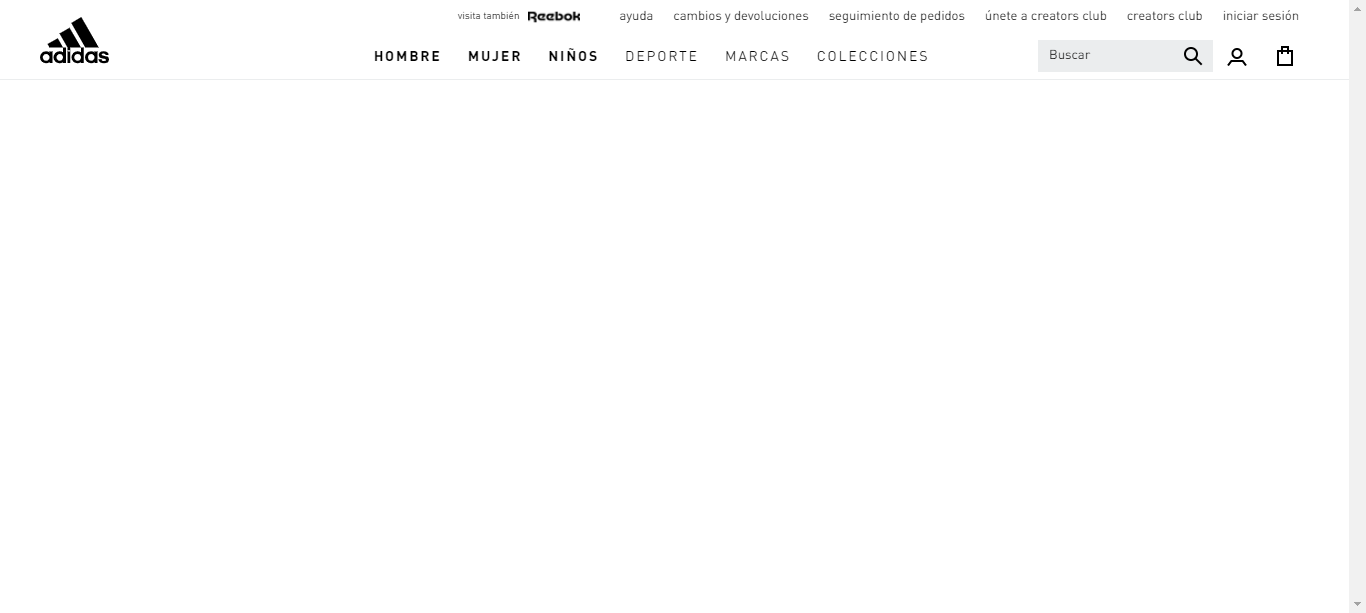 visita también Reebok ayuda cambios y devoluciones seguimiento de pedidos únete a creators club creators club iniciar sesión
adidas
HOMBRE MUJER NIÑOS DEPORTE MARCAS COLECCIONES Buscar